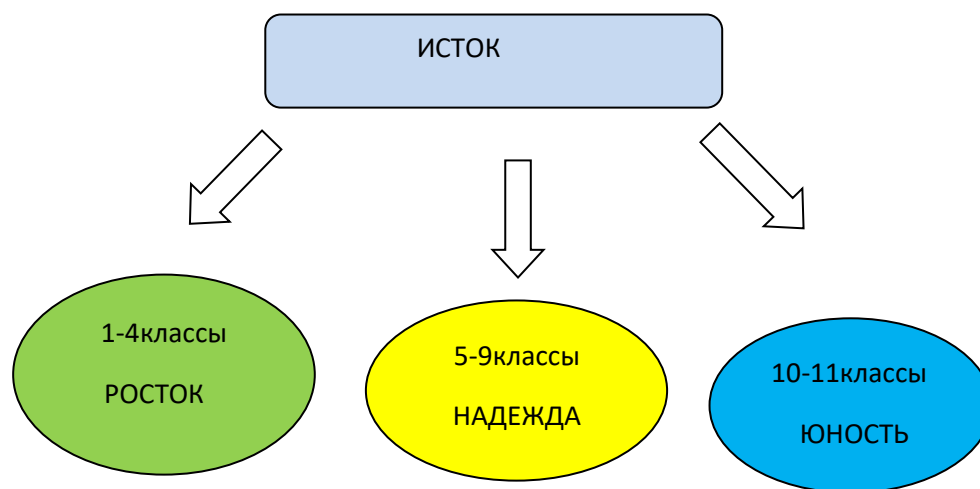 ИСТОК
1-4классы
РОСТОК
5-9классы
НАДЕЖДА
10-11классы
ЮНОСТЬ